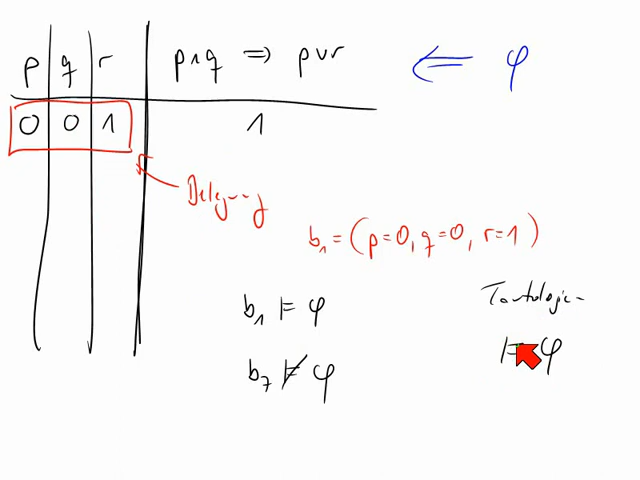 p q r p∧q ⇒ p∨r ⇐ φ
0 0 1 1
Belegung
b₁ = (p=0, q=0, r=1)
Tautologie
b₁ ⊨ φ
⊨ φ
b₇ ⊭ φ